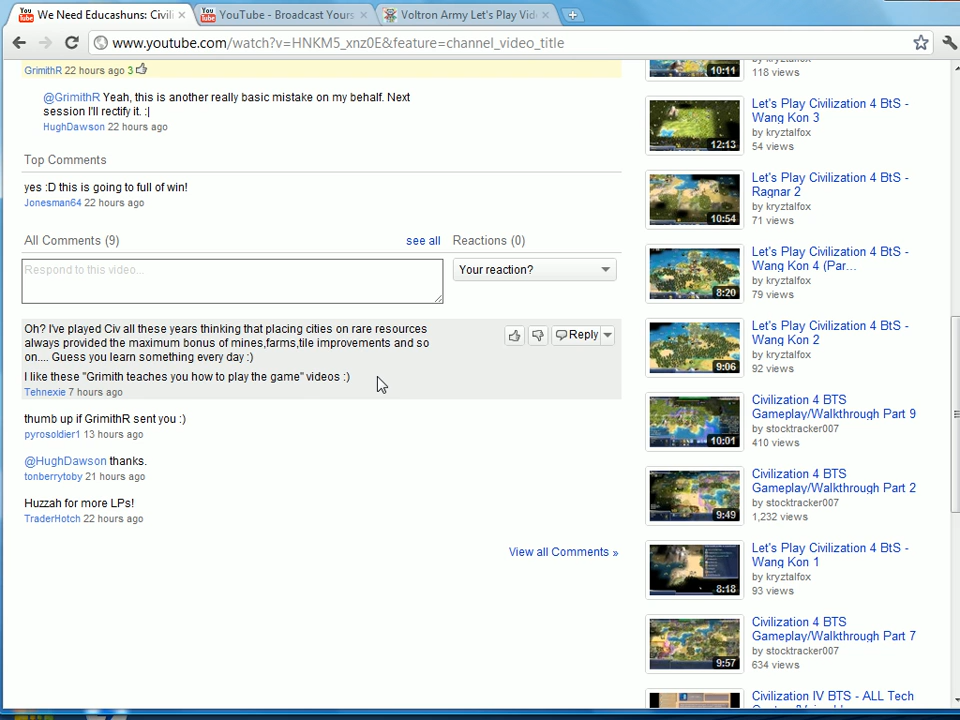 We Need Educashuns: Civili
YouTube - Broadcast Yours
Voltron Army Let's Play Vide
www.youtube.com/watch?v=HNKM5_xnz0E&feature=channel_video_title
GrimithR 22 hours ago 3
@GrimithR Yeah, this is another really basic mistake on my behalf. Next
session I'll rectify it. :|
HughDawson 22 hours ago
Top Comments
yes :D this is going to full of win!
Jonesman64 22 hours ago
All Comments (9)
see all
Reactions (0)
Respond to this video...
Your reaction?
Oh? I've played Civ all these years thinking that placing cities on rare resources
always provided the maximum bonus of mines,farms,tile improvements and so
on.... Guess you learn something every day :)
I like these "Grimith teaches you how to play the game" videos :)
Tehnexie 7 hours ago
Reply
thumb up if GrimithR sent you :)
pyrosoldier1 13 hours ago
@HughDawson thanks.
tonberrytoby 21 hours ago
Huzzah for more LPs!
TraderHotch 22 hours ago
View all Comments »
10:11
by kryztalfox
118 views
12:13
Let's Play Civilization 4 BtS -
Wang Kon 3
by kryztalfox
54 views
10:54
Let's Play Civilization 4 BtS -
Ragnar 2
by kryztalfox
71 views
8:20
Let's Play Civilization 4 BtS -
Wang Kon 4 (Par...
by kryztalfox
79 views
9:06
Let's Play Civilization 4 BtS -
Wang Kon 2
by kryztalfox
92 views
10:01
Civilization 4 BTS
Gameplay/Walkthrough Part 9
by stocktracker007
410 views
9:49
Civilization 4 BTS
Gameplay/Walkthrough Part 2
by stocktracker007
1,232 views
8:18
Let's Play Civilization 4 BtS -
Wang Kon 1
by kryztalfox
93 views
9:57
Civilization 4 BTS
Gameplay/Walkthrough Part 7
by stocktracker007
634 views
Civilization IV BTS - ALL Tech